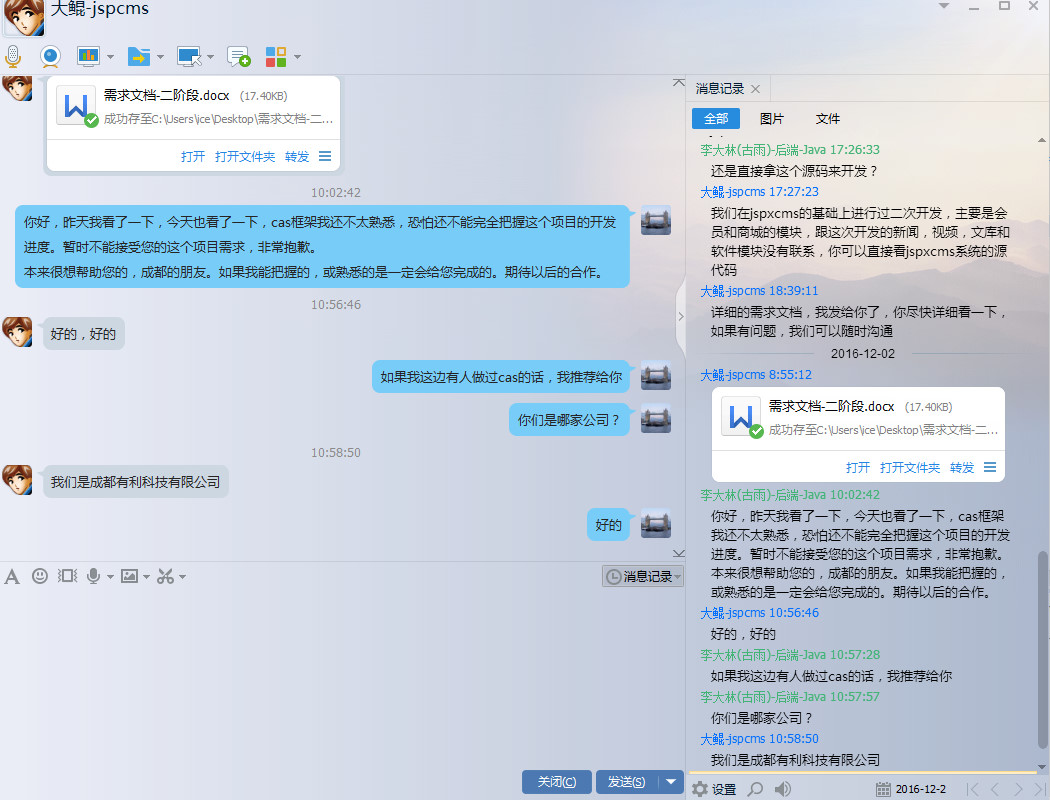 大鲲-jspcms
需求文档-二阶段.docx (17.40KB)
成功存至C:\Users\ice\Desktop\需求文档-二...
打开 打开文件夹 转发
10:02:42
你好，昨天我看了一下，今天也看了一下，cas框架我还不太熟悉，恐怕还不能完全把握这个项目的开发
进度。暂时不能接受您的这个项目需求，非常抱歉。
本来很想帮助您的，成都的朋友。如果我能把握的，或熟悉的是一定会给您完成的。期待以后的合作。
10:56:46
好的，好的
如果我这边有人做过cas的话，我推荐给你
你们是哪家公司？
10:58:50
我们是成都有利科技有限公司
好的
消息记录
关闭(C) 发送(S)
消息记录
全部 图片 文件
李大林(古雨)-后端-Java 17:26:33
还是直接拿这个源码来开发？
大鲲-jspcms 17:27:23
我们在jspxcms的基础上进行过二次开发，主要是会
员和商城的模块，跟这次开发的新闻，视频，文库和
软件模块没有联系，你可以直接看jspxcms系统的源
代码
大鲲-jspcms 18:39:11
详细的需求文档，我发给你了，你尽快详细看一下，
如果有问题，我们可以随时沟通
2016-12-02
大鲲-jspcms 8:55:12
需求文档-二阶段.docx (17.40KB)
成功存至C:\Users\ice\Desktop\需求文档-二...
打开 打开文件夹 转发
李大林(古雨)-后端-Java 10:02:42
你好，昨天我看了一下，今天也看了一下，cas框架
我还不太熟悉，恐怕还不能完全把握这个项目的开发
进度。暂时不能接受您的这个项目需求，非常抱歉。
本来很想帮助您的，成都的朋友。如果我能把握的，
或熟悉的是一定会给您完成的。期待以后的合作。
大鲲-jspcms 10:56:46
好的，好的
李大林(古雨)-后端-Java 10:57:28
如果我这边有人做过cas的话，我推荐给你
李大林(古雨)-后端-Java 10:57:57
你们是哪家公司？
大鲲-jspcms 10:58:50
我们是成都有利科技有限公司
设置 2016-12-2